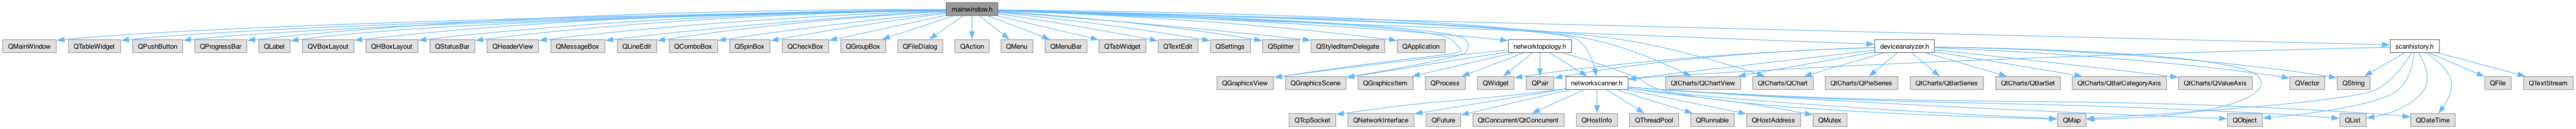 mainwindow.h
QMainWindow
QTableWidget
QPushButton
QProgressBar
QLabel
QVBoxLayout
QHBoxLayout
QStatusBar
QHeaderView
QMessageBox
QLineEdit
QComboBox
QSpinBox
QCheckBox
QGroupBox
QFileDialog
QAction
QMenu
QMenuBar
QTabWidget
QTextEdit
QSettings
QSplitter
QStyledItemDelegate
QApplication
networktopology.h
deviceanalyzer.h
scanhistory.h
QGraphicsView
QGraphicsScene
QGraphicsItem
QProcess
QWidget
QPair
networkscanner.h
QtCharts/QChartView
QtCharts/QChart
QtCharts/QPieSeries
QtCharts/QBarSeries
QtCharts/QBarSet
QtCharts/QBarCategoryAxis
QtCharts/QValueAxis
QVector
QString
QFile
QTextStream
QTcpSocket
QNetworkInterface
QFuture
QtConcurrent/QtConcurrent
QHostInfo
QThreadPool
QRunnable
QHostAddress
QMutex
QMap
QObject
QList
QDateTime